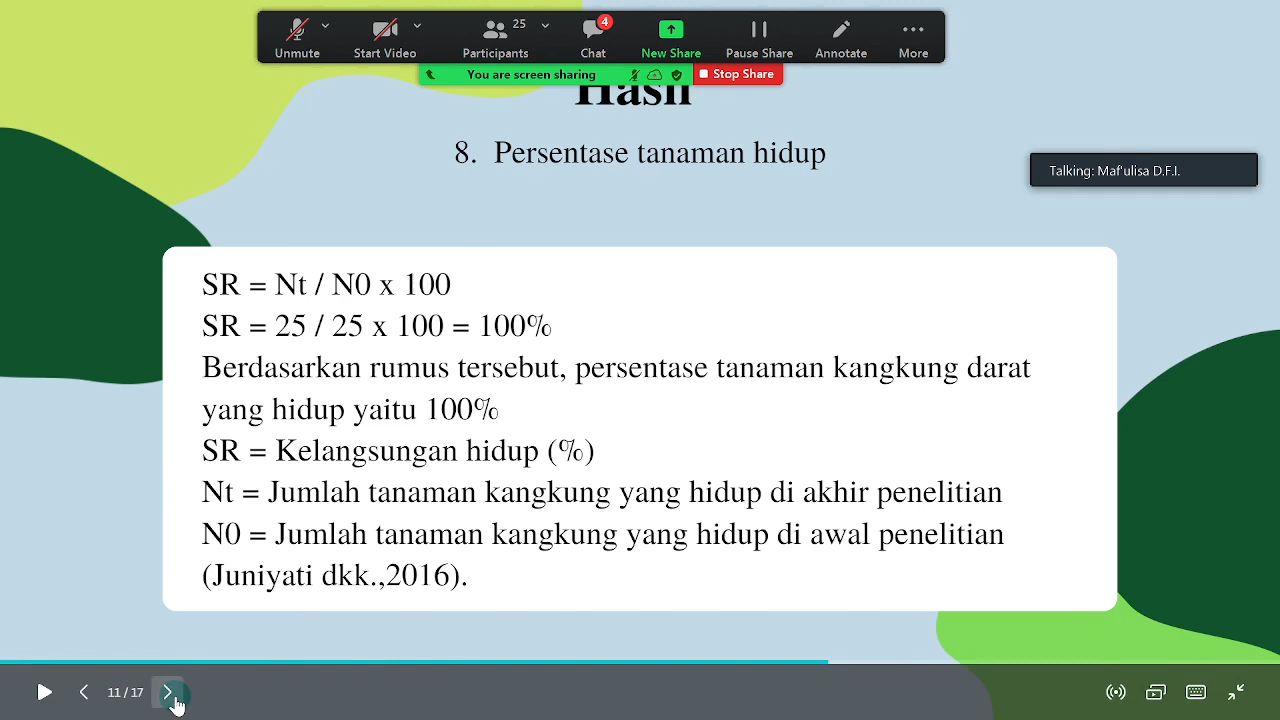 Unmute
Start Video
25
Participants
4
Chat
New Share
Pause Share
Annotate
More
You are screen sharing
Stop Share
Hasil
8. Persentase tanaman hidup
Talking: Maf'ulisa D.F.I.
SR = Nt / N0 x 100
SR = 25 / 25 x 100 = 100%
Berdasarkan rumus tersebut, persentase tanaman kangkung darat
yang hidup yaitu 100%
SR = Kelangsungan hidup (%)
Nt = Jumlah tanaman kangkung yang hidup di akhir penelitian
N0 = Jumlah tanaman kangkung yang hidup di awal penelitian
(Juniyati dkk.,2016).
11 / 17